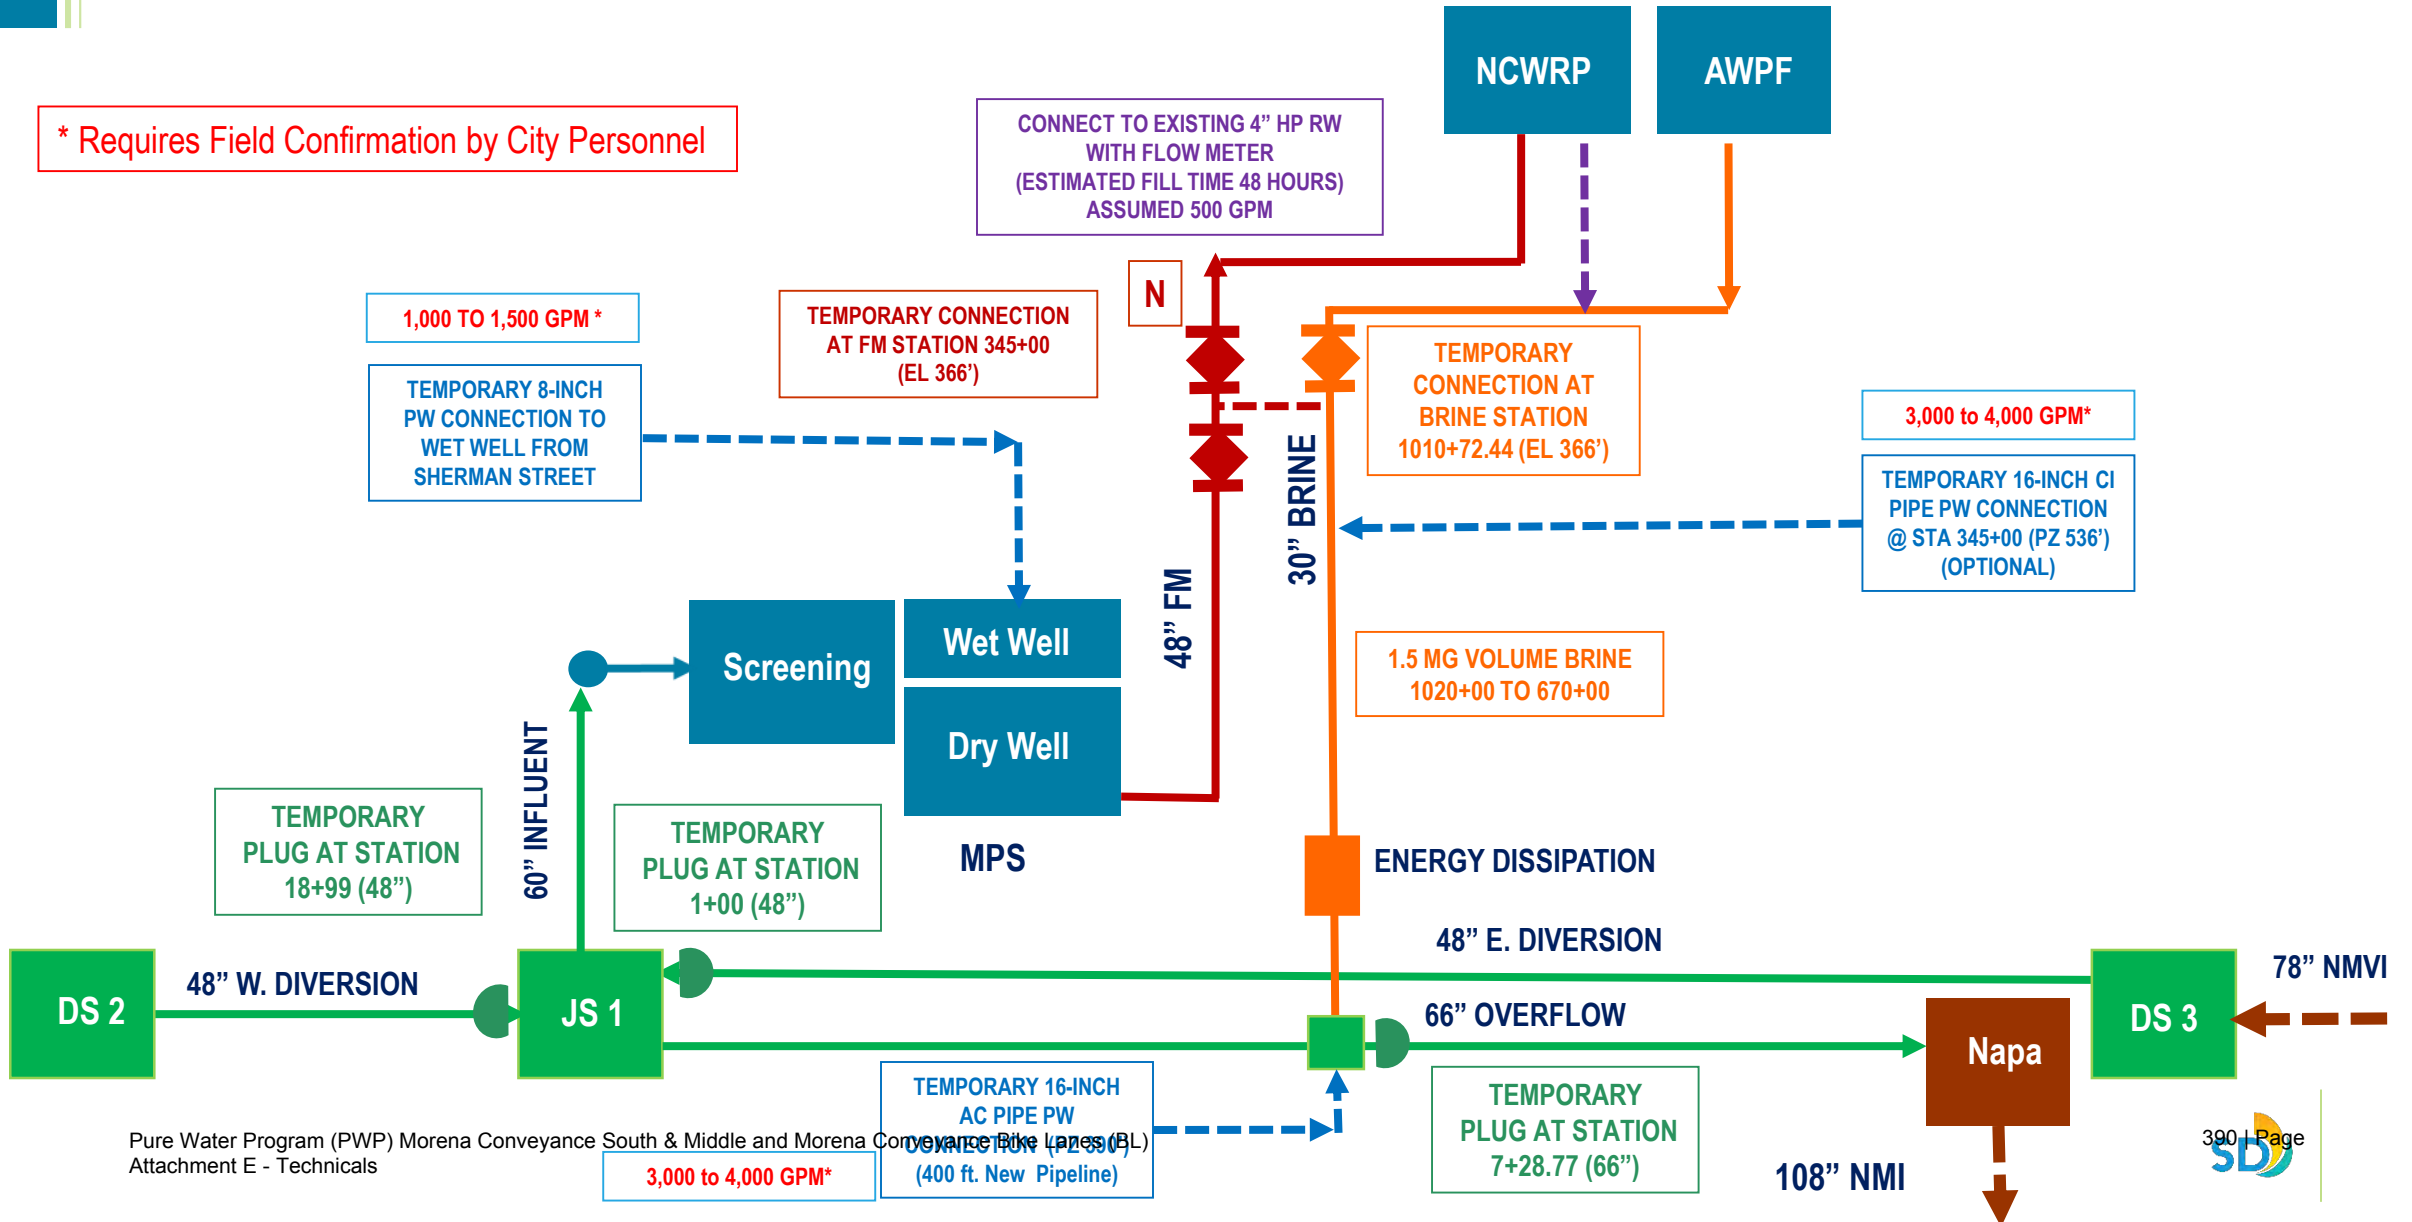 NCWRP
AWPF
* Requires Field Confirmation by City Personnel
CONNECT TO EXISTING 4” HP RW
WITH FLOW METER
(ESTIMATED FILL TIME 48 HOURS)
ASSUMED 500 GPM
N
1,000 TO 1,500 GPM *
TEMPORARY CONNECTION
AT FM STATION 345+00
(EL 366’)
TEMPORARY
CONNECTION AT
BRINE STATION
1010+72.44 (EL 366’)
TEMPORARY 8-INCH
PW CONNECTION TO
WET WELL FROM
SHERMAN STREET
3,000 to 4,000 GPM*
TEMPORARY 16-INCH CI
PIPE PW CONNECTION
@ STA 345+00 (PZ 536’)
(OPTIONAL)
30” BRINE
48” FM
Screening
Wet Well
Dry Well
1.5 MG VOLUME BRINE
1020+00 TO 670+00
60” INFLUENT
TEMPORARY
PLUG AT STATION
18+99 (48”)
TEMPORARY
PLUG AT STATION
1+00 (48”)
MPS
ENERGY DISSIPATION
48” E. DIVERSION
78” NMVI
48” W. DIVERSION
DS 2
JS 1
66” OVERFLOW
DS 3
Napa
TEMPORARY 16-INCH
AC PIPE PW
CONNECTION (PZ 390’)
(400 ft. New Pipeline)
TEMPORARY
PLUG AT STATION
7+28.77 (66”)
3,000 to 4,000 GPM*
108” NMI
Pure Water Program (PWP) Morena Conveyance South & Middle and Morena Conveyance Bike Lanes (BL)
Attachment E - Technicals
390 | Page
SD